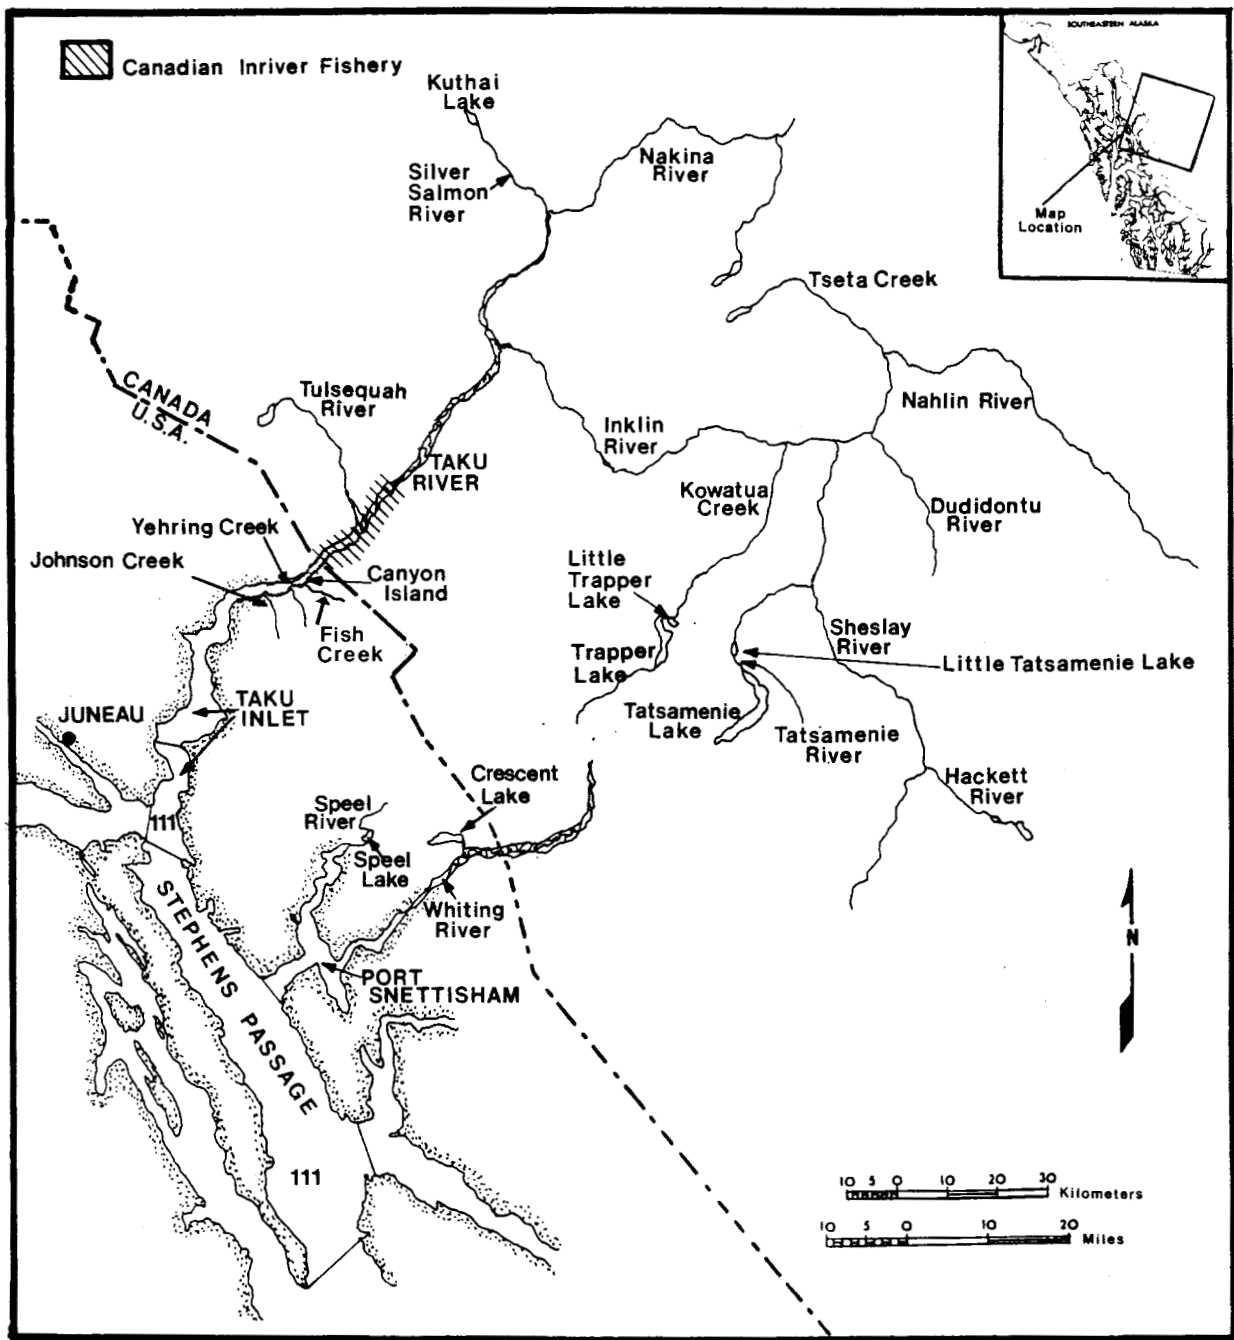 Canadian Inriver Fishery
SOUTHEASTERN ALASKA
Map
Location
Kuthai
Lake
Silver
Salmon
River
Nakina
River
Tseta Creek
CANADA
U.S.A.
Tulsequah
River
Nahlin River
Inklin
River
TAKU
RIVER
Kowatua
Creek
Dudidontu
River
Yehring Creek
Johnson Creek
Canyon
Island
Fish
Creek
Little
Trapper
Lake
Trapper
Lake
Sheslay
River
Little Tatsamenie Lake
Tatsamenie
Lake
Tatsamenie
River
TAKU
INLET
JUNEAU
Hackett
River
Crescent
Lake
Speel
River
111
Speel
Lake
Whiting
River
STEPHENS PASSAGE
N
PORT
SNETTISHAM
111
10 5 0 10 20 30
Kilometers
10 5 0 10 20
Miles